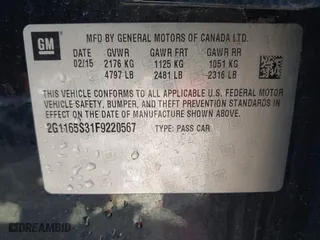 GM
MFD BY GENERAL MOTORS OF CANADA LTD.
DATE GVWR GAWR FRT GAWR RR
02/15 2176 KG 1125 KG 1051 KG
4797 LB 2481 LB 2316 LB
THIS VEHICLE CONFORMS TO ALL APPLICABLE U.S. FEDERAL MOTOR
VEHICLE SAFETY, BUMPER, AND THEFT PREVENTION STANDARDS IN
EFFECT ON THE DATE OF MANUFACTURE SHOWN ABOVE.
2G1165S31F9220567 TYPE: PASS CAR
DREAMBID